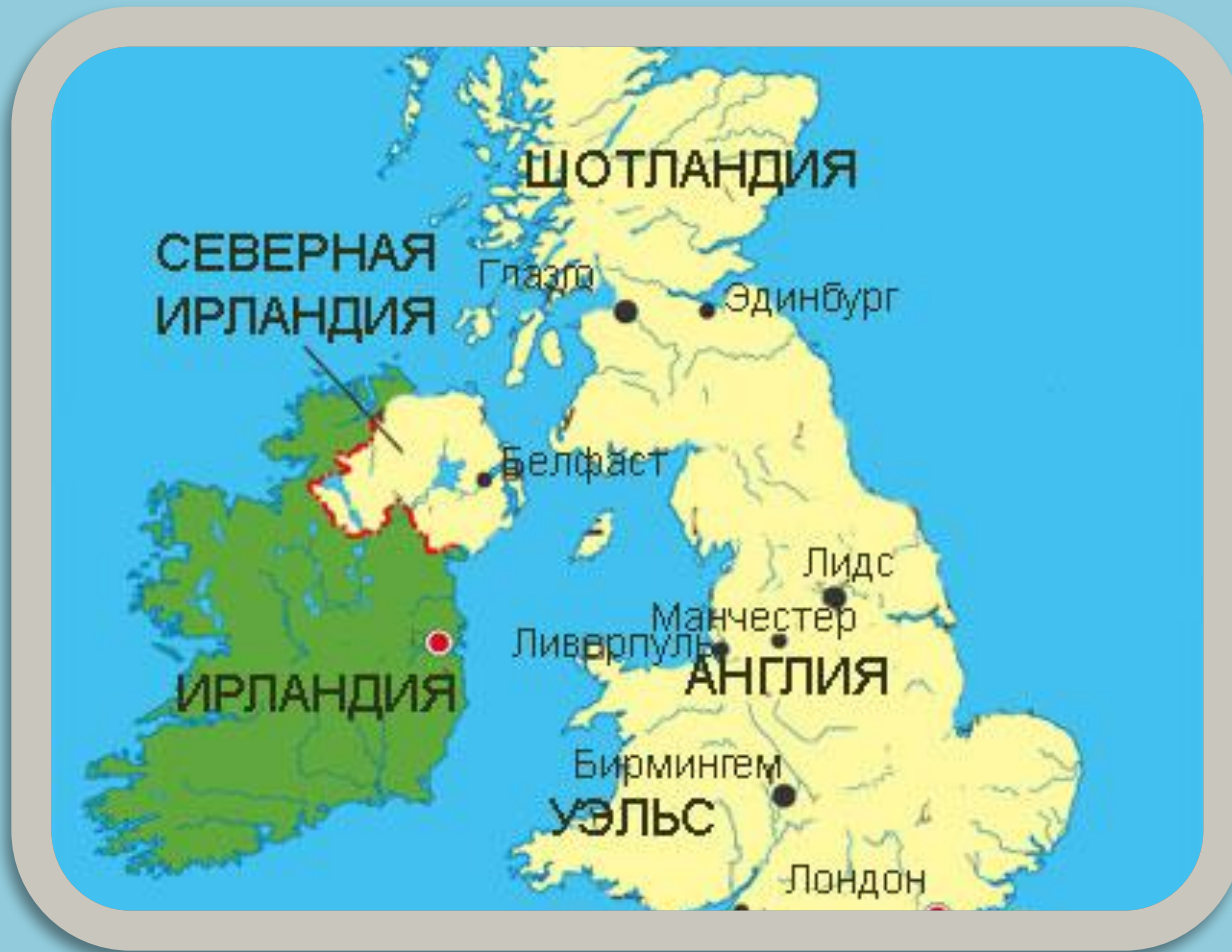 ШОТЛАНДИЯ
СЕВЕРНАЯ
ИРЛАНДИЯ
Глазго
Эдинбург
Белфаст
Лидс
Манчестер
Ливерпуль
АНГЛИЯ
ИРЛАНДИЯ
Бирмингем
УЭЛЬС
Лондон